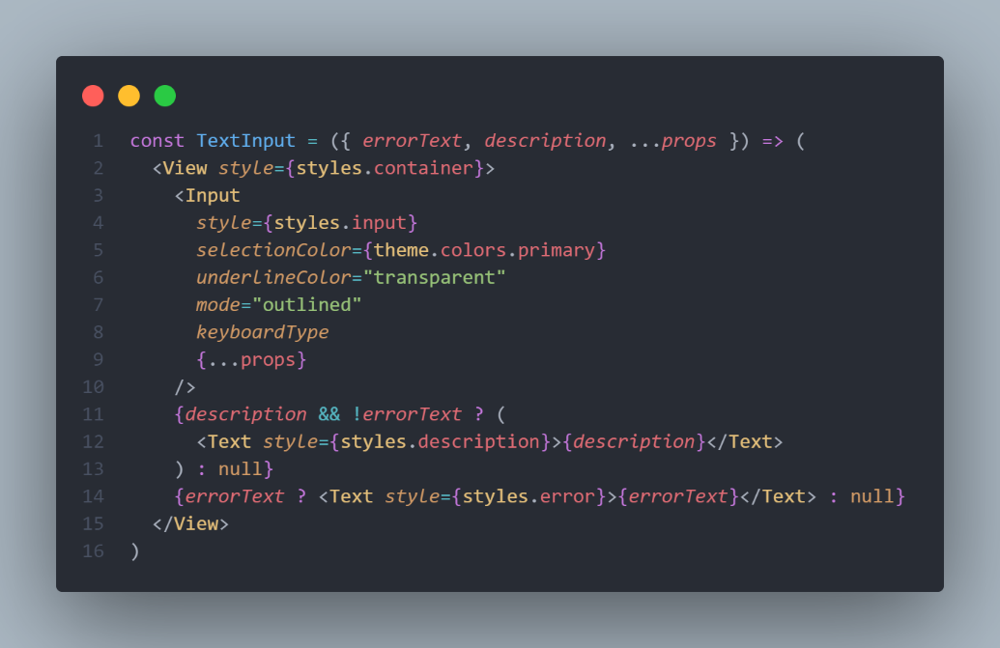 1 const TextInput = ({ errorText, description, ...props }) => (
2   <View style={styles.container}>
3     <Input
4       style={styles.input}
5       selectionColor={theme.colors.primary}
6       underlineColor="transparent"
7       mode="outlined"
8       keyboardType
9       {...props}
10     />
11     {description && !errorText ? (
12       <Text style={styles.description}>{description}</Text>
13     ) : null}
14     {errorText ? <Text style={styles.error}>{errorText}</Text> : null}
15   </View>
16 )